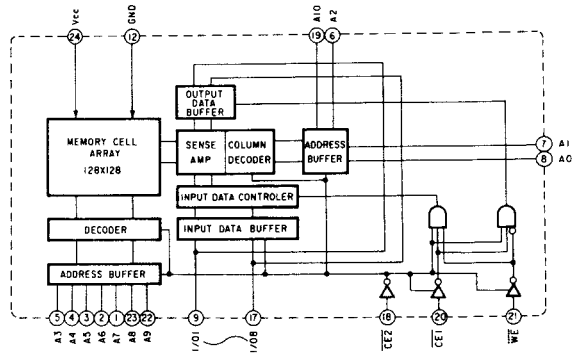 Vcc
GND
A10
A2
24
12
19
6
OUTPUT
DATA
BUFFER
MEMORY CELL
ARRAY
128X128
SENSE
AMP
COLUMN
DECODER
ADDRESS
BUFFER
7 A1
8 A0
INPUT DATA CONTROLER
DECODER
INPUT DATA BUFFER
ADDRESS BUFFER
5
4
3
2
1
23
22
9
17
18
20
21
A3
A4
A5
A6
A7
A8
A9
I/O1
I/O8
CE2
CE1
WE